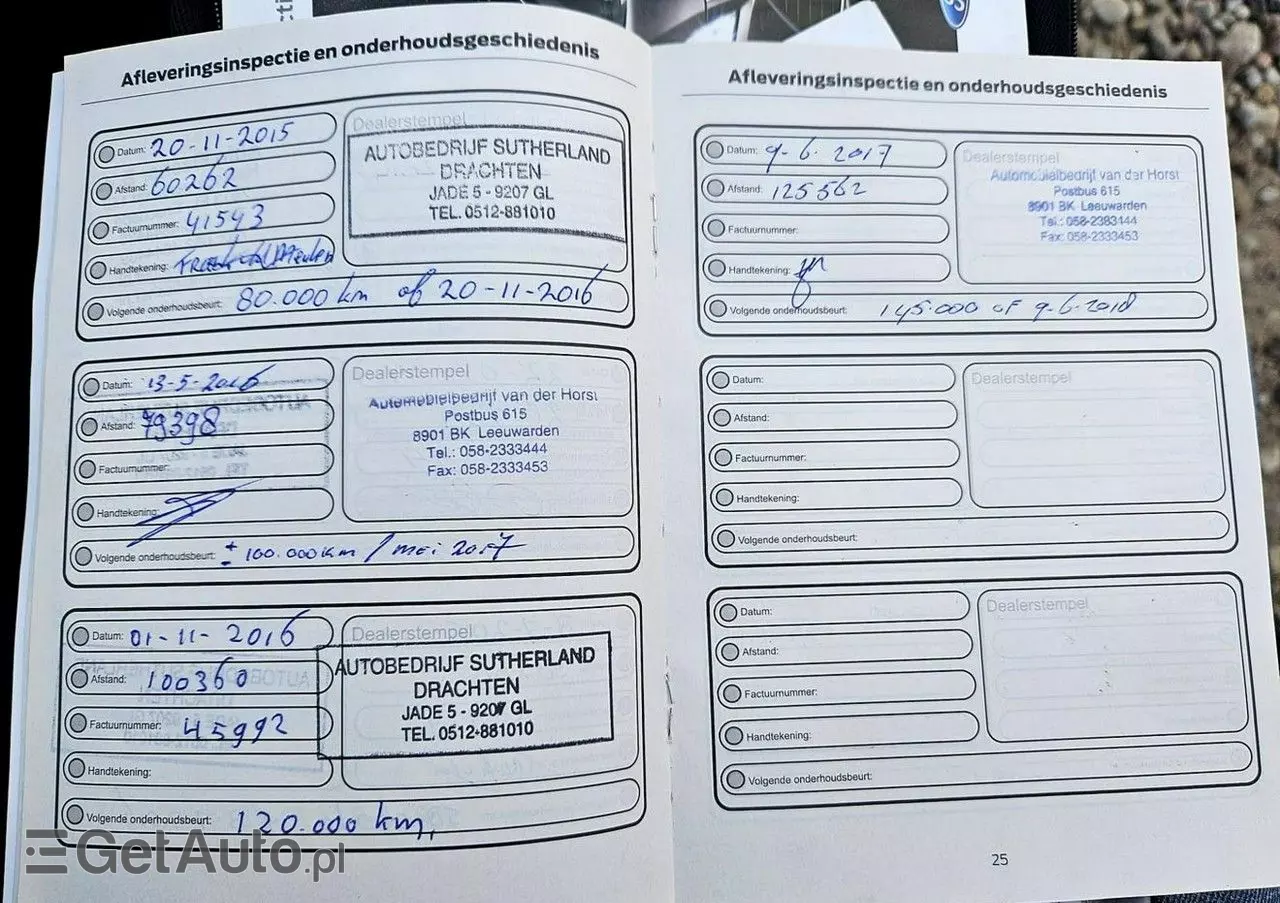 Afleveringsinspectie en onderhoudsgeschiedenis
Datum: 20-11-2015
Afstand: 60262
Factuurnummer: 41543
Handtekening:
Volgende onderhoudsbeurt: 80.000 km of 20-11-2016
Dealerstempel
AUTOBEDRIJF SUTHERLAND
DRACHTEN
JADE 5 - 9207 GL
TEL. 0512-881010
Datum: 13-5-2016
Afstand: 79398
Factuurnummer:
Handtekening:
Volgende onderhoudsbeurt: ± 100.000km / mei 2017
Dealerstempel
Automobielbedrijf van der Horst
Postbus 615
8901 BK Leeuwarden
Tel.: 058-2333444
Fax: 058-2333453
Datum: 01-11-2016
Afstand: 100360
Factuurnummer: 45992
Handtekening:
Volgende onderhoudsbeurt: 120.000 km,
Dealerstempel
AUTOBEDRIJF SUTHERLAND
DRACHTEN
JADE 5 - 9207 GL
TEL. 0512-881010
Afleveringsinspectie en onderhoudsgeschiedenis
Datum: 9-6-2017
Afstand: 125562
Factuurnummer:
Handtekening:
Volgende onderhoudsbeurt: 145.000 of 9-6-2018
Dealerstempel
Automobielbedrijf van der Horst
Postbus 615
8901 BK Leeuwarden
Tel.: 058-2333444
Fax: 058-2333453
Datum:
Afstand:
Factuurnummer:
Handtekening:
Volgende onderhoudsbeurt:
Dealerstempel
Datum:
Afstand:
Factuurnummer:
Handtekening:
Volgende onderhoudsbeurt:
Dealerstempel
25
GetAuto.pl